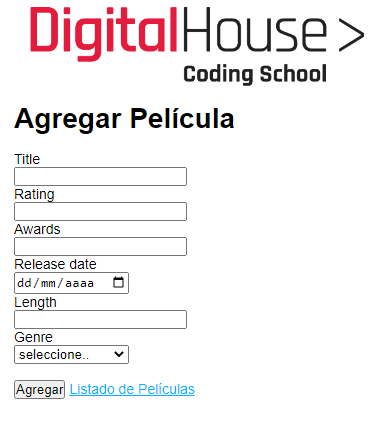 DigitalHouse >
Coding School
Agregar Película
Title
Rating
Awards
Release date
dd/mm/aaaa
Length
Genre
seleccione..
Agregar Listado de Películas